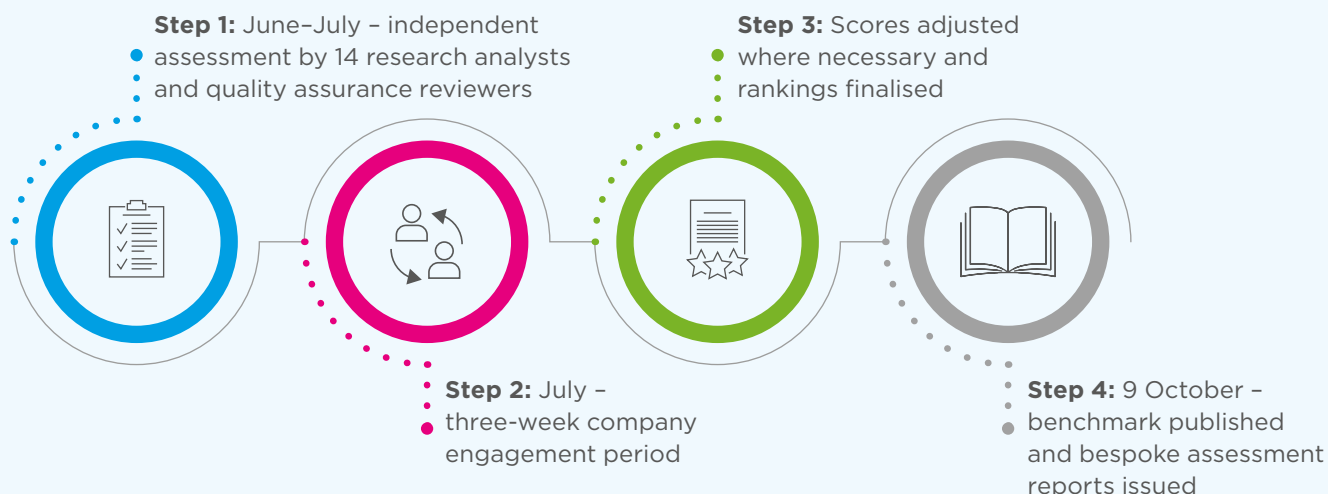 Step 1: June–July – independent
assessment by 14 research analysts
and quality assurance reviewers
Step 2: July –
three-week company
engagement period
Step 3: Scores adjusted
where necessary and
rankings finalised
Step 4: 9 October –
benchmark published
and bespoke assessment
reports issued